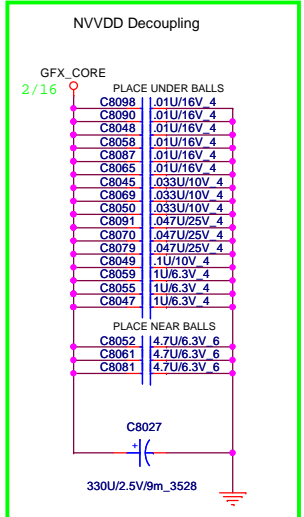 NVVDD Decoupling
GFX_CORE
2/16
PLACE UNDER BALLS
C8098 .01U/16V_4
C8090 .01U/16V_4
C8048 .01U/16V_4
C8058 .01U/16V_4
C8087 .01U/16V_4
C8065 .01U/16V_4
C8045 .033U/10V_4
C8069 .033U/10V_4
C8050 .033U/10V_4
C8091 .047U/25V_4
C8070 .047U/25V_4
C8079 .047U/25V_4
C8049 .1U/10V_4
C8059 1U/6.3V_4
C8055 1U/6.3V_4
C8047 1U/6.3V_4
PLACE NEAR BALLS
C8052 4.7U/6.3V_6
C8061 4.7U/6.3V_6
C8081 4.7U/6.3V_6
C8027
+
330U/2.5V/9m_3528